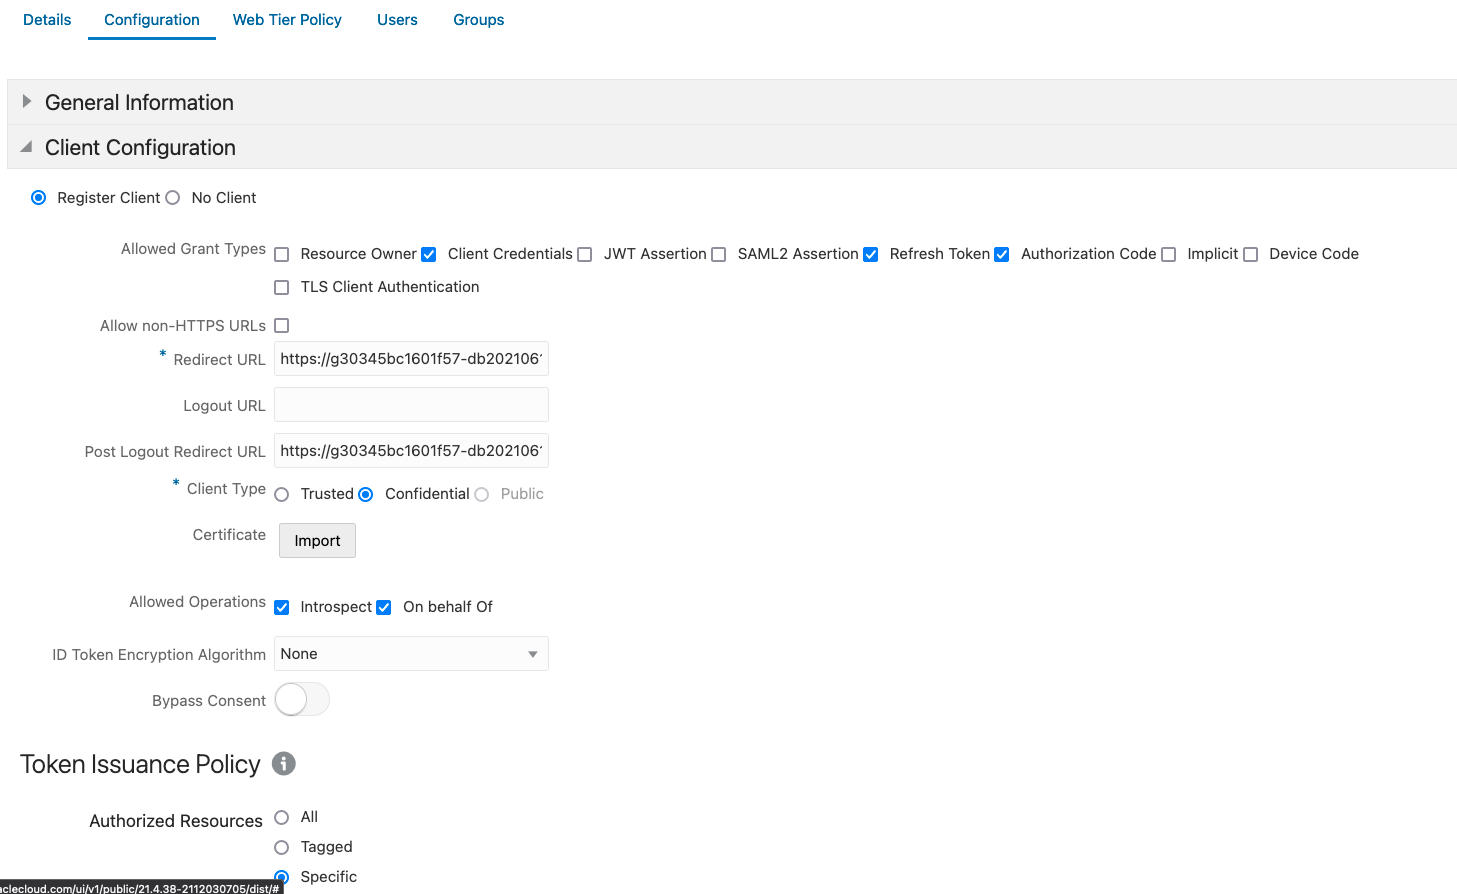 Details Configuration Web Tier Policy Users Groups
General Information
Client Configuration
Register Client No Client
Allowed Grant Types Resource Owner Client Credentials JWT Assertion SAML2 Assertion Refresh Token Authorization Code Implicit Device Code
TLS Client Authentication
Allow non-HTTPS URLs
* Redirect URL https://g30345bc1601f57-db202106
Logout URL
Post Logout Redirect URL https://g30345bc1601f57-db202106
* Client Type Trusted Confidential Public
Certificate Import
Allowed Operations Introspect On behalf Of
ID Token Encryption Algorithm None
Bypass Consent
Token Issuance Policy
Authorized Resources All
Tagged
Specific
aclecloud.com/ui/v1/public/21.4.38-2112030705/dist/#